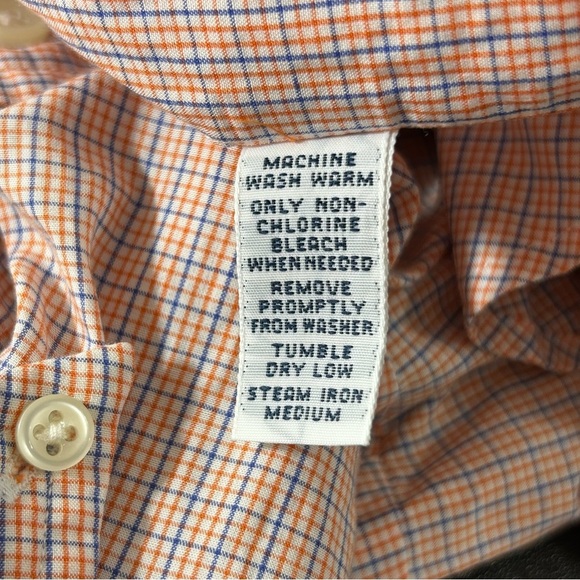 MACHINE
WASH WARM
ONLY NON-
CHLORINE
BLEACH
WHEN NEEDED
REMOVE
PROMPTLY
FROM WASHER
TUMBLE
DRY LOW
STEAM IRON
MEDIUM